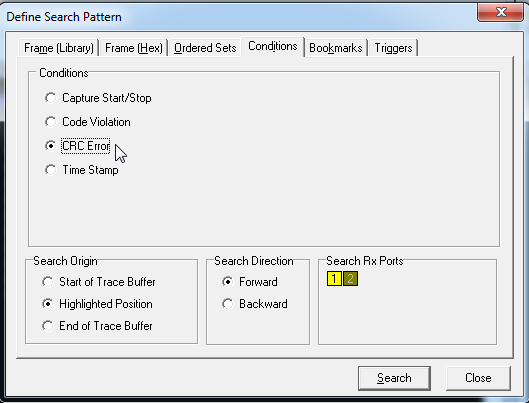 Define Search Pattern
Frame (Library) Frame (Hex) Ordered Sets Conditions Bookmarks Triggers
Conditions
Capture Start/Stop
Code Violation
CRC Error
Time Stamp
Search Origin Search Direction Search Rx Ports
Start of Trace Buffer Forward 1 2
Highlighted Position Backward
End of Trace Buffer
Search Close